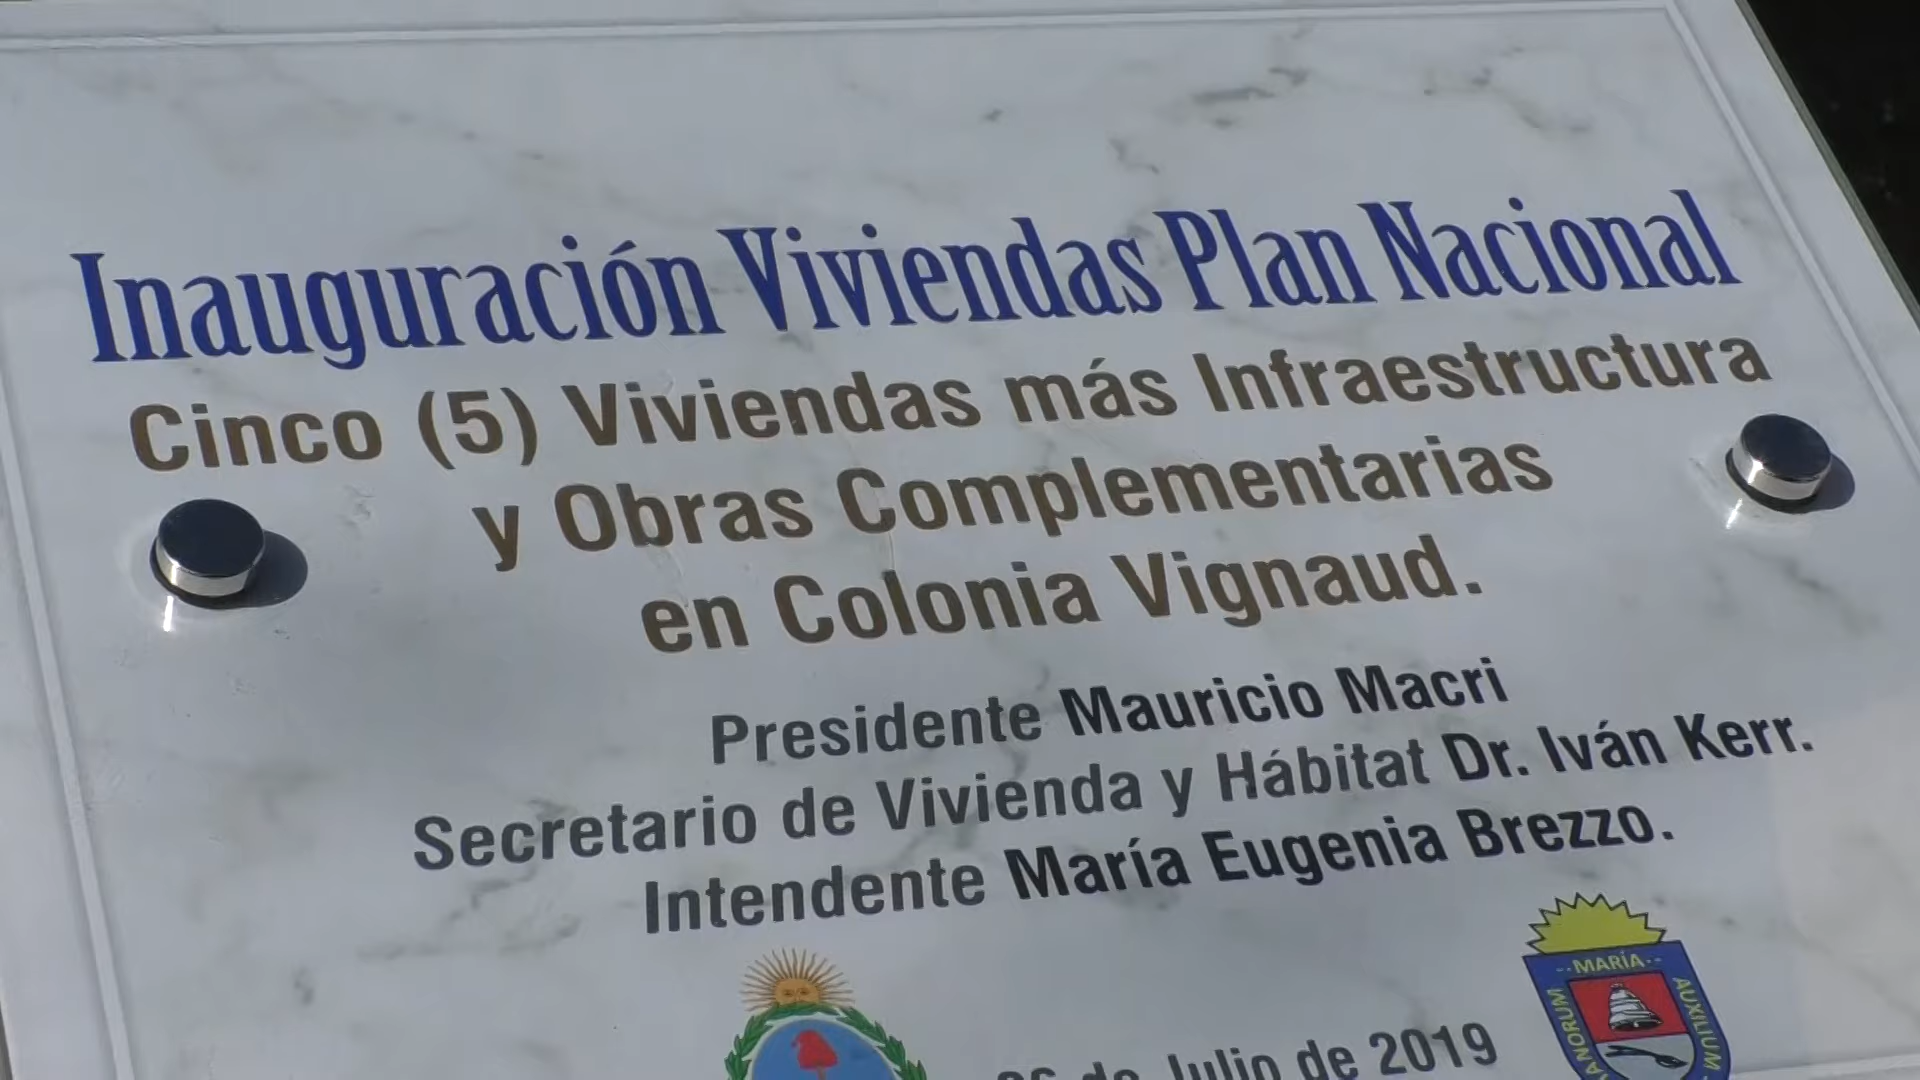 Inauguración Viviendas Plan Nacional
Cinco (5) Viviendas más Infraestructura
y Obras Complementarias
en Colonia Vignaud.
Presidente Mauricio Macri
Secretario de Vivienda y Hábitat Dr. Iván Kerr.
Intendente María Eugenia Brezzo.
--MARÍA--
AUXILIUM
de Julio de 2019